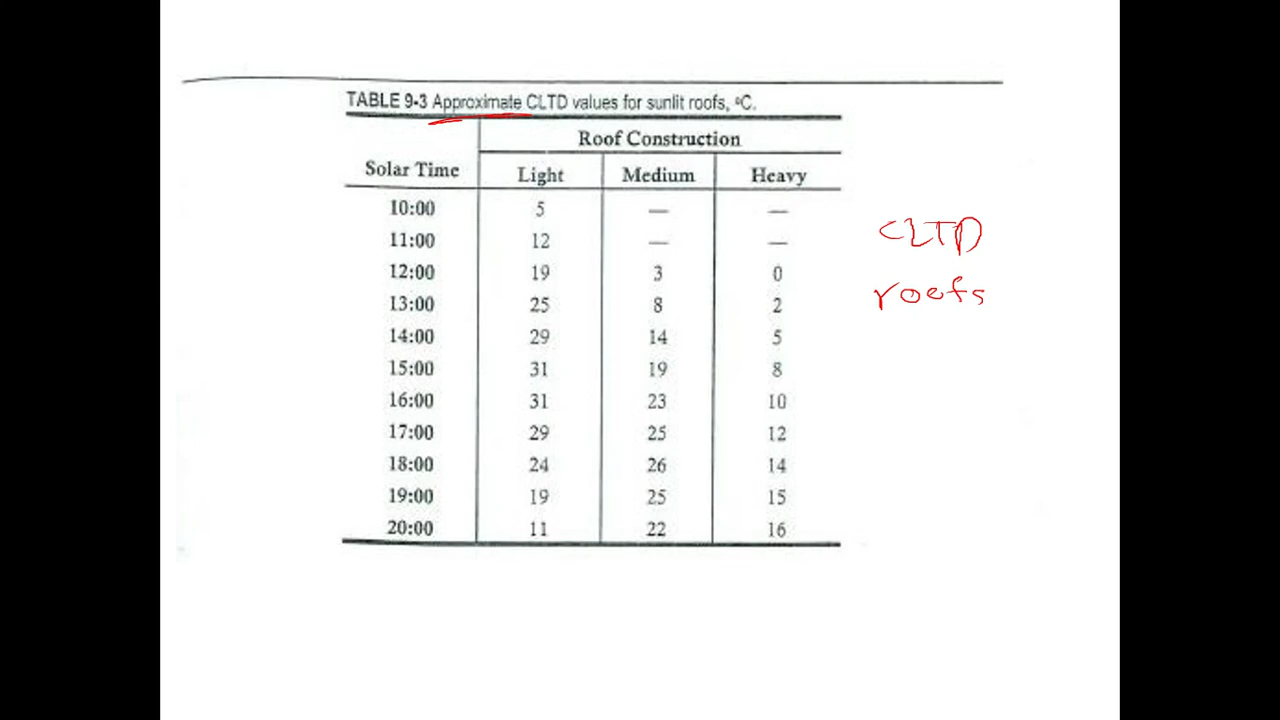 TABLE 9-3 Approximate CLTD values for sunlit roofs, ºC.
Roof Construction
Solar Time Light Medium Heavy
10:00 5 — —
11:00 12 — —
12:00 19 3 0
13:00 25 8 2
14:00 29 14 5
15:00 31 19 8
16:00 31 23 10
17:00 29 25 12
18:00 24 26 14
19:00 19 25 15
20:00 11 22 16
CLTD
roofs